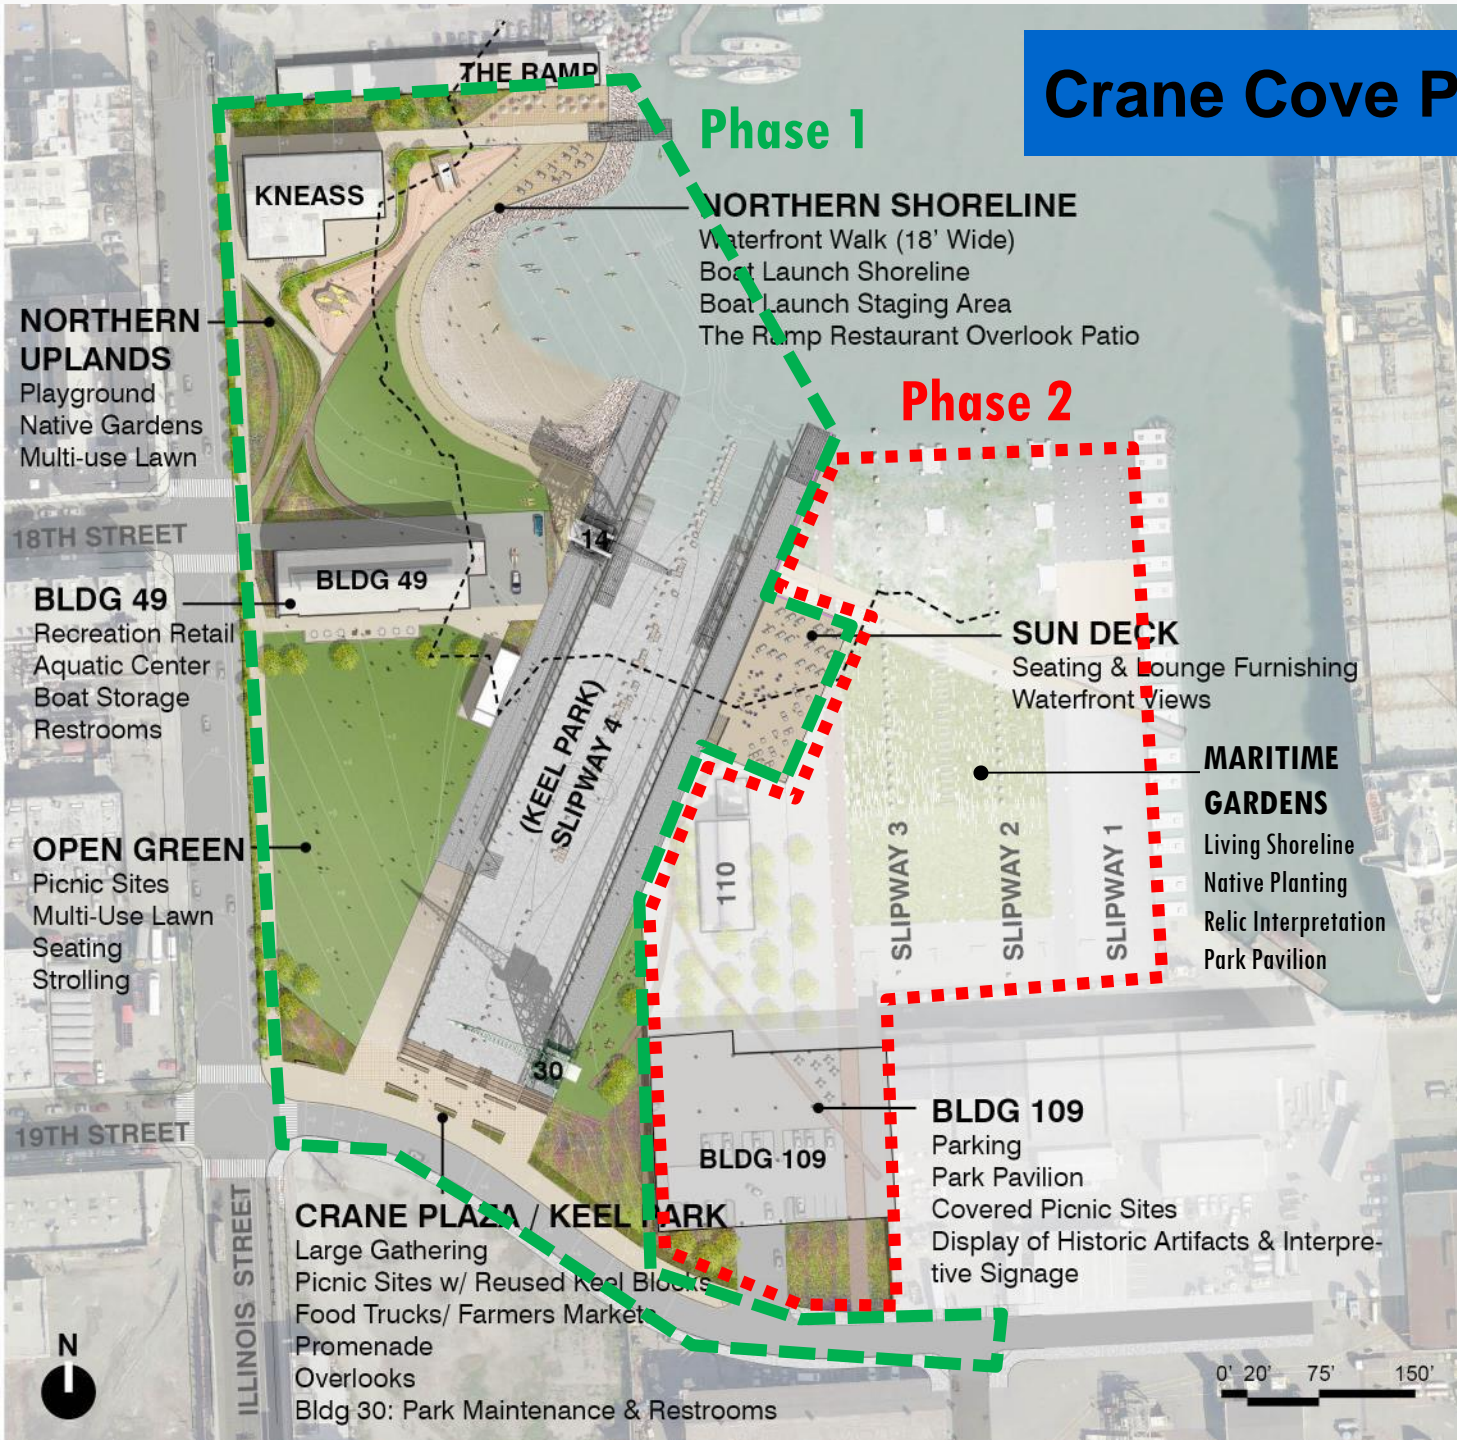 Crane Cove P
THE RAMP
Phase 1
KNEASS
NORTHERN SHORELINE
Waterfront Walk (18' Wide)
Boat Launch Shoreline
Boat Launch Staging Area
The Ramp Restaurant Overlook Patio
NORTHERN
UPLANDS
Playground
Native Gardens
Multi-use Lawn
Phase 2
18TH STREET
14
BLDG 49
BLDG 49
Recreation Retail
Aquatic Center
Boat Storage
Restrooms
SUN DECK
Seating & Lounge Furnishing
Waterfront Views
(KEEL PARK)
SLIPWAY 4
MARITIME
GARDENS
Living Shoreline
Native Planting
Relic Interpretation
Park Pavilion
OPEN GREEN
Picnic Sites
Multi-Use Lawn
Seating
Strolling
110
SLIPWAY 3
SLIPWAY 2
SLIPWAY 1
30
19TH STREET
BLDG 109
BLDG 109
Parking
Park Pavilion
Covered Picnic Sites
Display of Historic Artifacts & Interpre-
tive Signage
ILLINOIS STREET
CRANE PLAZA / KEEL PARK
Large Gathering
Picnic Sites w/ Reused Keel Blocks
Food Trucks/ Farmers Markets
Promenade
Overlooks
Bldg 30: Park Maintenance & Restrooms
N
0' 20' 75' 150'